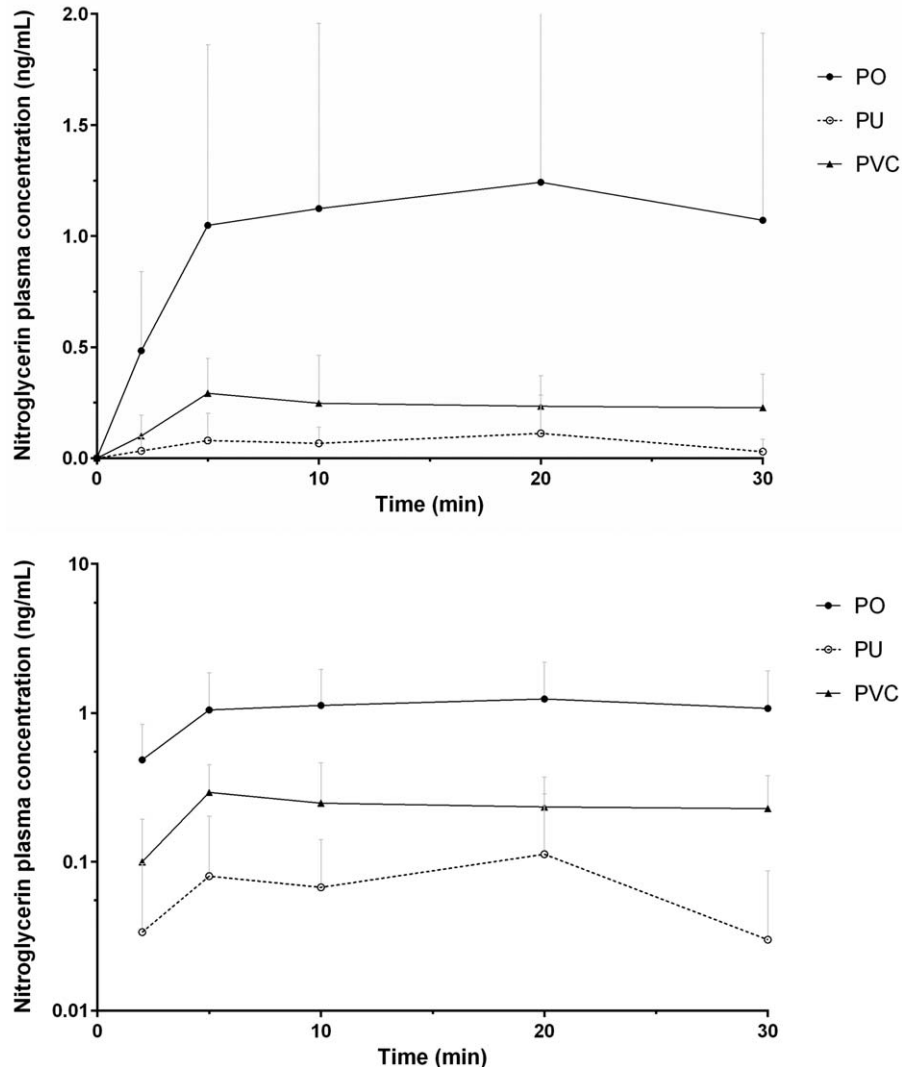 Nitroglycerin plasma concentration (ng/mL)
2.0
1.5
1.0
0.5
0.0
0
10
20
30
Time (min)
PO
PU
PVC
Nitroglycerin plasma concentration (ng/mL)
10
1
0.1
0.01
0
10
20
30
Time (min)
PO
PU
PVC